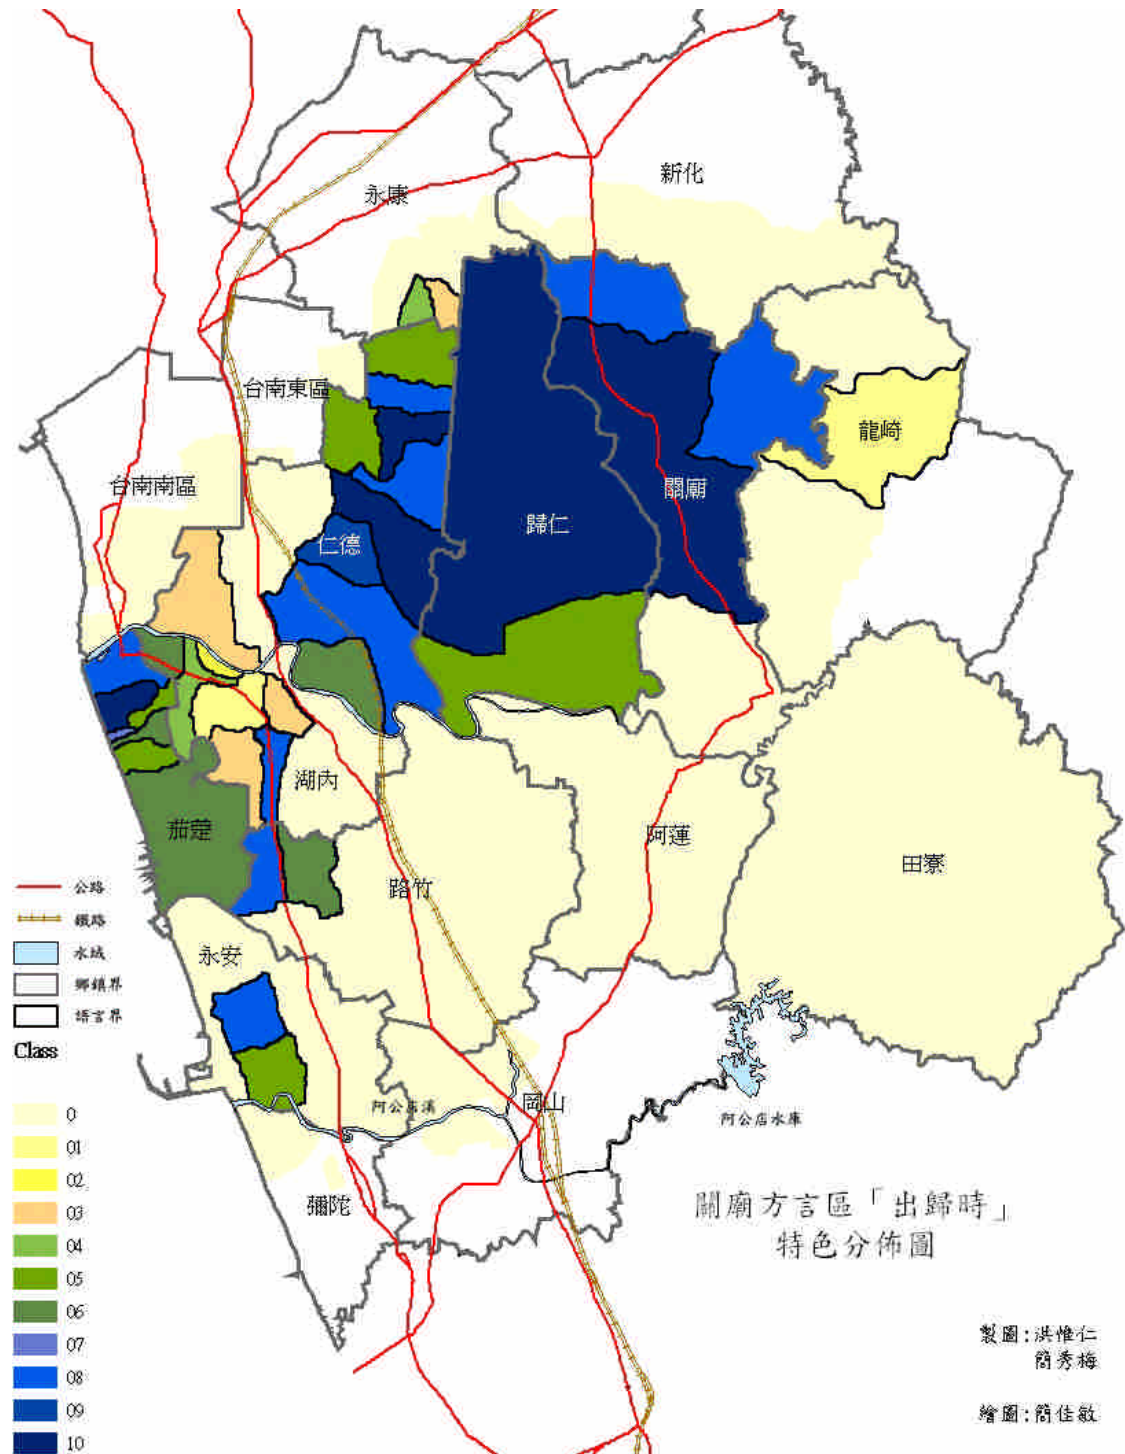 新化
永康
台南東區
龍崎
台南南區
關廟
歸仁
仁德
湖內
茄萣
阿蓮
田寮
路竹
公路
鐵路
水域
鄉鎮界
語言界
永安
Class
岡山
阿公店溪
阿公店水庫
0
01
02
03
04
05
06
07
08
09
10
彌陀
關廟方言區「出歸時」
特色分佈圖
製圖:洪惟仁
簡秀梅
繪圖:簡佳敏